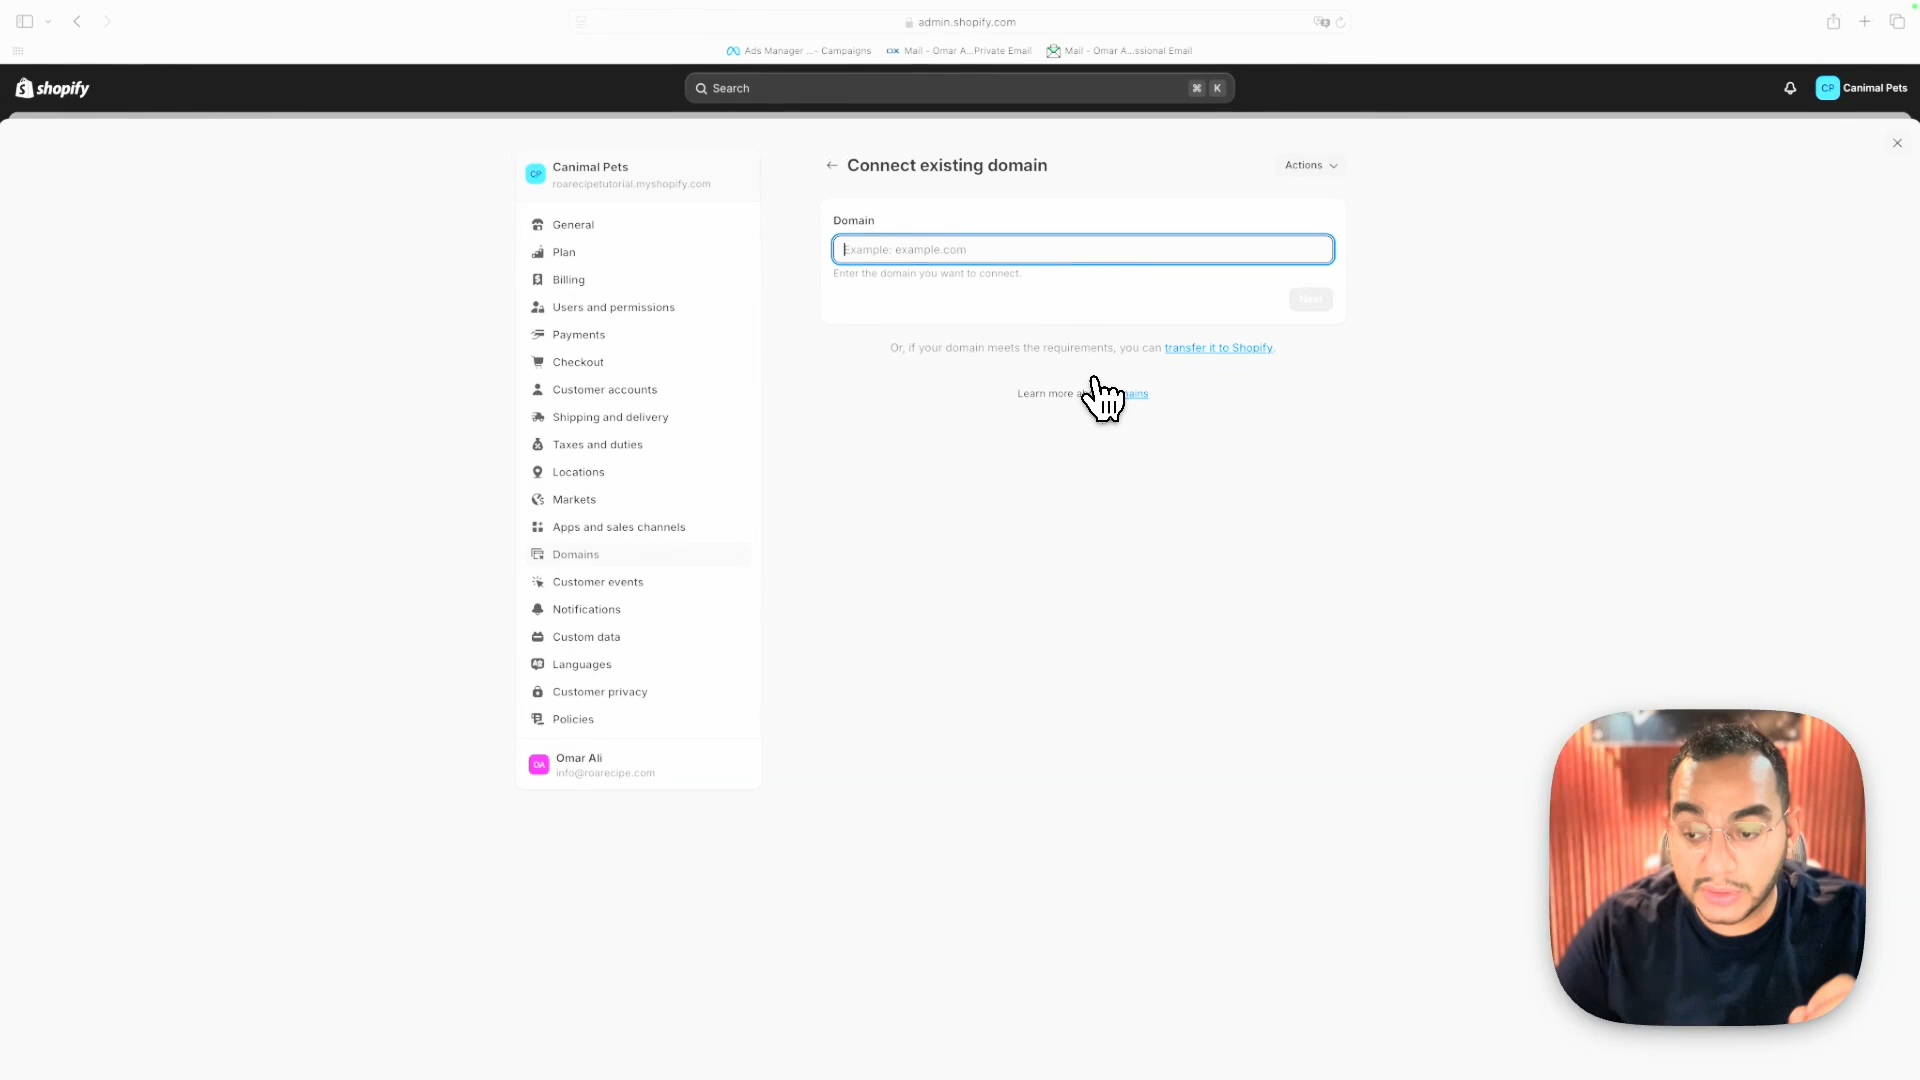 admin.shopify.com
Ads Manager ...- Campaigns
Mail - Omar A...Private Email
Mail - Omar A...ssional Email
shopify
Search
⌘ K
CP Canimal Pets
CP
Canimal Pets
roarecipetutorial.myshopify.com
General
Plan
Billing
Users and permissions
Payments
Checkout
Customer accounts
Shipping and delivery
Taxes and duties
Locations
Markets
Apps and sales channels
Domains
Customer events
Notifications
Custom data
Languages
Customer privacy
Policies
OA
Omar Ali
info@roarecipe.com
Connect existing domain
Actions
Domain
Example: example.com
Enter the domain you want to connect.
Next
Or, if your domain meets the requirements, you can transfer it to Shopify.
Learn more